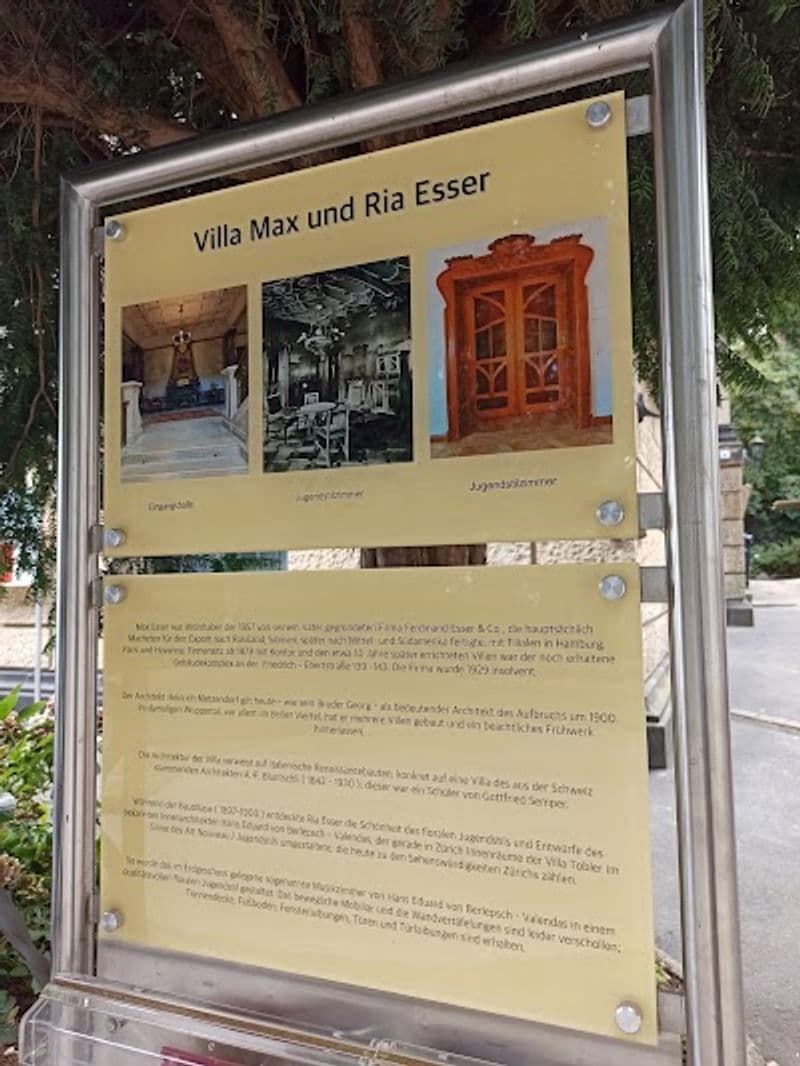 Villa Max und Ria Esser
Eingangshalle
Jugendstilzimmer
Jugendstilzimmer
Max Esser war Mitinhaber der 1857 von seinem Vater gegründeten Firma Ferdinand Esser & Co., die hauptsächlich
Macheten für den Export nach Russland, Sibirien, später nach Mittel- und Südamerika fertigte, mit Filialen in Hamburg,
Paris und Havanna. Firmensitz ab 1874 mit Kontor und den etwa 10 Jahre später errichteten Villen war der noch erhaltene
Gebäudekomplex an der Friedrich - Ebertstraße 130 - 143. Die Firma wurde 1929 insolvent.
Der Architekt Heinrich Metzendorf gilt heute - wie sein Bruder Georg - als bedeutender Architekt des Aufbruchs um 1900.
Im damaligen Wuppertal, vor allem im Briller Viertel, hat er mehrere Villen gebaut und ein beachtliches Frühwerk
hinterlassen.
Die Architektur der Villa verweist auf italienische Renaissancebauten, konkret auf eine Villa des aus der Schweiz
stammenden Architekten A. F. Bluntschli ( 1842 - 1930 ); dieser war ein Schüler von Gottfried Semper.
Während der Bauphase ( 1897-1900 ) entdeckte Ria Esser die Schönheit des floralen Jugendstils und Entwürfe des
bekannten Innenarchitekten Hans Eduard von Berlepsch - Valendas, der gerade in Zürich Innenräume der Villa Tobler im
Sinne des Art Nouveau / Jugendstils umgestaltete, die heute zu den Sehenswürdigkeiten Zürichs zählen.
So wurde das im Erdgeschoss gelegene sogenannte Musikzimmer von Hans Eduard von Berlepsch - Valendas in einem
qualitätvollen floralen Jugendstil gestaltet. Das bewegliche Mobiliar und die Wandvertäfelungen sind leider verschollen;
Tonnendecke, Fußboden, Fensterlaibungen, Türen und Türlaibungen sind erhalten.